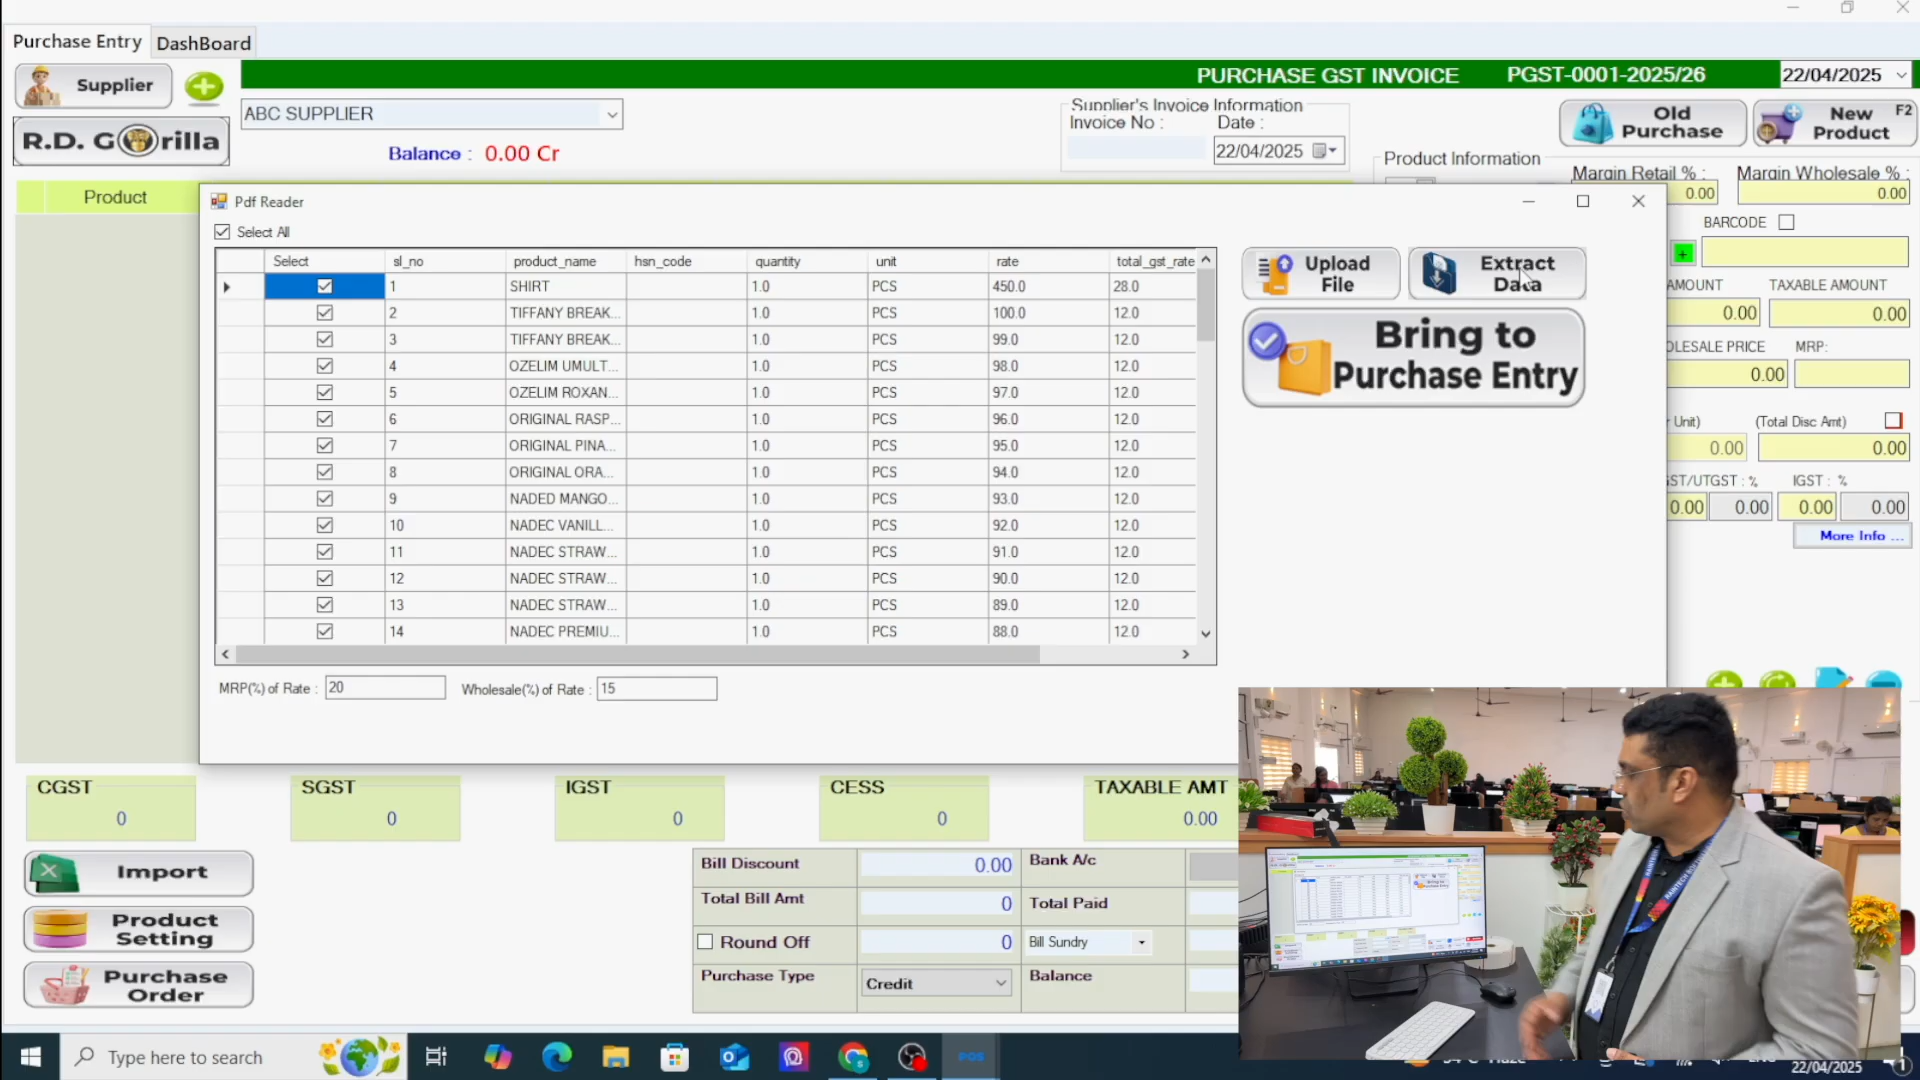 Purchase Entry
DashBoard
Supplier
PURCHASE GST INVOICE
PGST-0001-2025/26
22/04/2025
ABC SUPPLIER
Supplier's Invoice Information
Invoice No :
Date :
22/04/2025
Old Purchase
New Product
F2
R.D. Gorilla
Balance : 0.00 Cr
Product Information
Margin Retail % :
Margin Wholesale % :
0.00
0.00
Product
Pdf Reader
Select All
BARCODE
Select sl_no product_name hsn_code quantity unit rate total_gst_rate
1 SHIRT 1.0 PCS 450.0 28.0
2 TIFFANY BREAK... 1.0 PCS 100.0 12.0
3 TIFFANY BREAK... 1.0 PCS 99.0 12.0
4 OZELIM UMULT... 1.0 PCS 98.0 12.0
5 OZELIM ROXAN... 1.0 PCS 97.0 12.0
6 ORIGINAL RASP... 1.0 PCS 96.0 12.0
7 ORIGINAL PINA... 1.0 PCS 95.0 12.0
8 ORIGINAL ORA... 1.0 PCS 94.0 12.0
9 NADED MANGO... 1.0 PCS 93.0 12.0
10 NADEC VANILL... 1.0 PCS 92.0 12.0
11 NADEC STRAW... 1.0 PCS 91.0 12.0
12 NADEC STRAW... 1.0 PCS 90.0 12.0
13 NADEC STRAW... 1.0 PCS 89.0 12.0
14 NADEC PREMIU... 1.0 PCS 88.0 12.0
Upload File
Extract Data
Bring to Purchase Entry
AMOUNT
TAXABLE AMOUNT
0.00
0.00
OLESALE PRICE
MRP:
0.00
Unit)
(Total Disc Amt)
0.00
0.00
ST/UTGST : %
IGST : %
0.00
0.00
0.00
0.00
More Info ...
MRP(%) of Rate : 20
Wholesale(%) of Rate : 15
CGST
0
SGST
0
IGST
0
CESS
0
TAXABLE AMT
0.00
Import
Product Setting
Purchase Order
Bill Discount 0.00 Bank A/c
Total Bill Amt 0 Total Paid
Round Off 0 Bill Sundry
Purchase Type Credit Balance
Type here to search
POS
22/04/2025